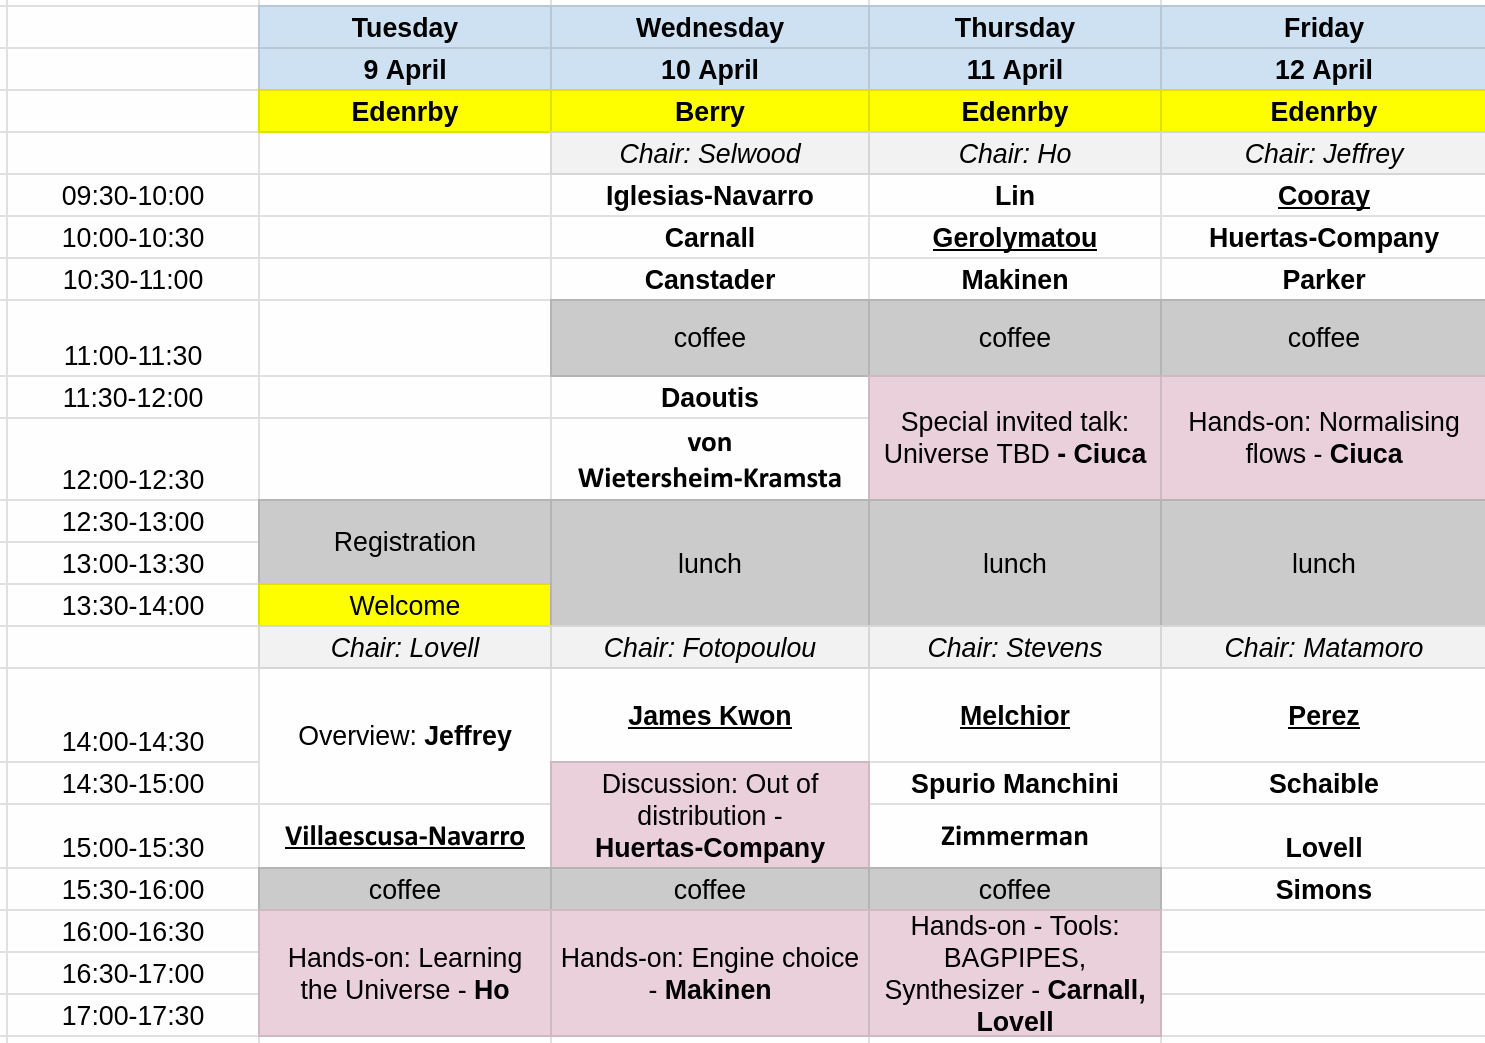 Tuesday Wednesday Thursday Friday
9 April 10 April 11 April 12 April
Edenrby Berry Edenrby Edenrby
Chair: Selwood Chair: Ho Chair: Jeffrey
09:30-10:00 Iglesias-Navarro Lin Cooray
10:00-10:30 Carnall Gerolymatou Huertas-Company
10:30-11:00 Canstader Makinen Parker
11:00-11:30 coffee coffee coffee
11:30-12:00 Daoutis Special invited talk:
Universe TBD - Ciuca Hands-on: Normalising
flows - Ciuca
12:00-12:30 von
Wietersheim-Kramsta
12:30-13:00 Registration lunch lunch lunch
13:00-13:30
13:30-14:00 Welcome
Chair: Lovell Chair: Fotopoulou Chair: Stevens Chair: Matamoro
14:00-14:30 Overview: Jeffrey James Kwon Melchior Perez
14:30-15:00 Discussion: Out of
distribution -
Huertas-Company Spurio Manchini Schaible
15:00-15:30 Villaescusa-Navarro Zimmerman Lovell
15:30-16:00 coffee coffee coffee Simons
16:00-16:30 Hands-on: Learning
the Universe - Ho Hands-on: Engine choice
- Makinen Hands-on - Tools:
BAGPIPES,
Synthesizer - Carnall,
Lovell
16:30-17:00
17:00-17:30